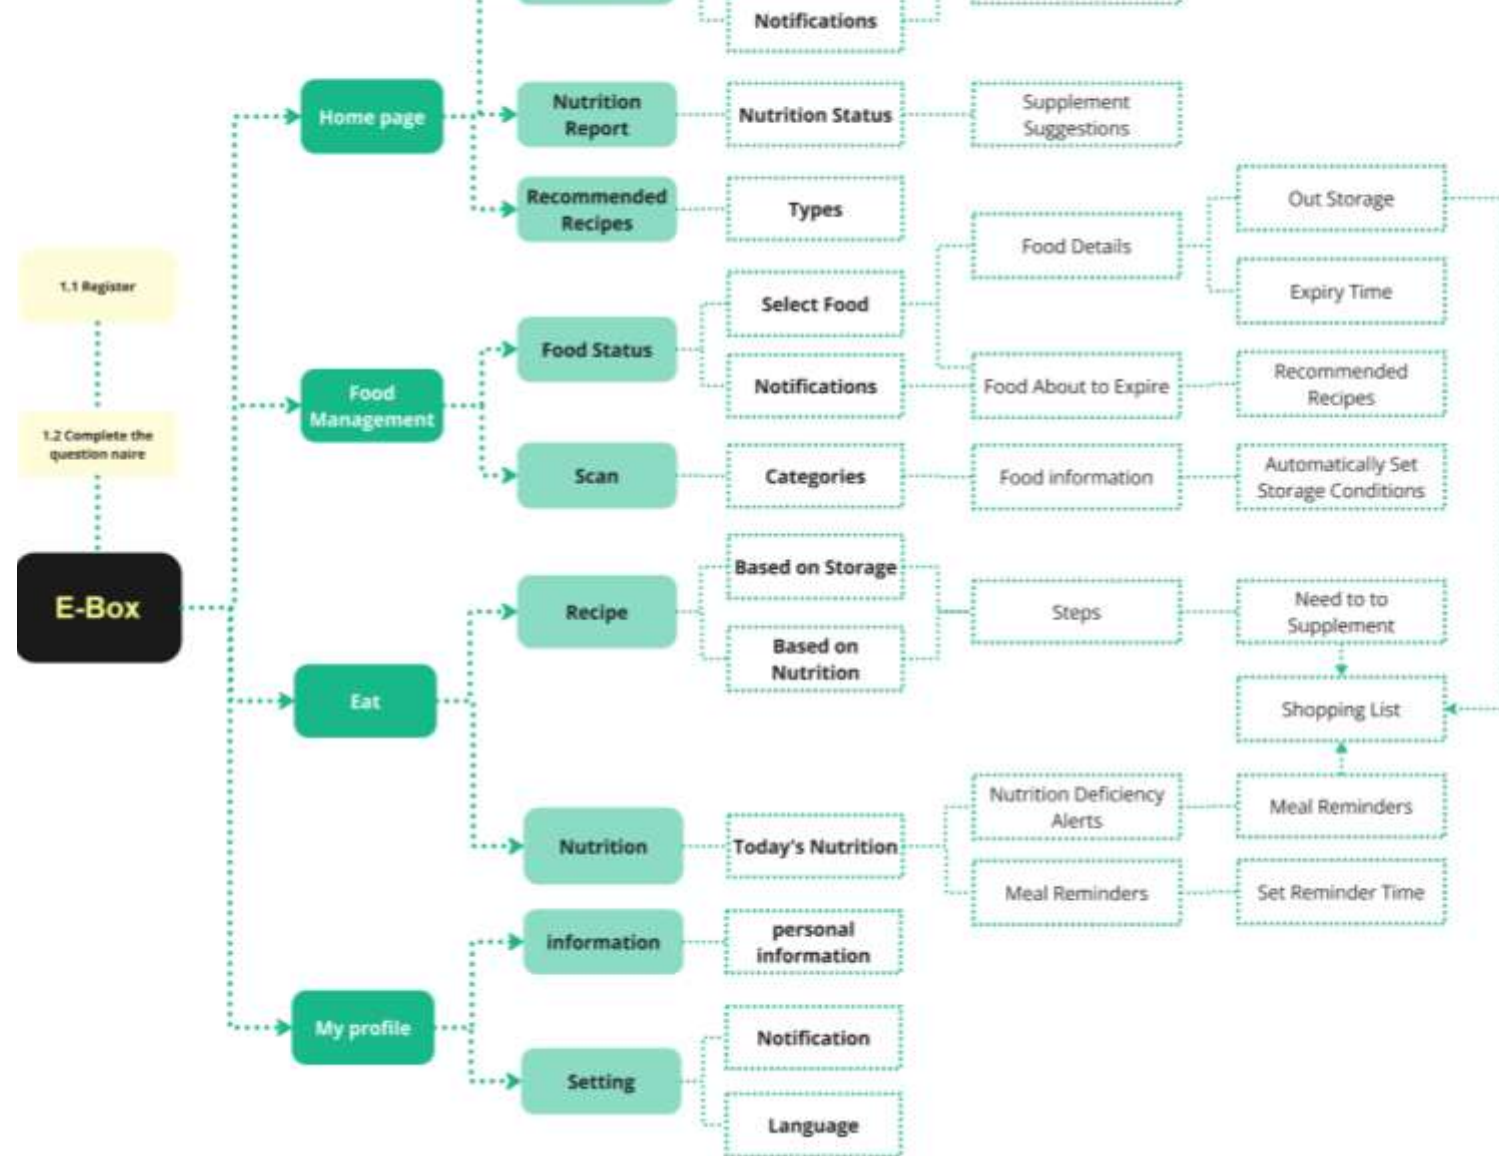 Notifications
Home page
Nutrition
Report
Nutrition Status
Supplement
Suggestions
Recommended
Recipes
Types
Out Storage
Food Details
Expiry Time
1.1 Register
Select Food
Food Status
Notifications
Food About to Expire
Recommended
Recipes
Food
Management
1.2 Complete the
question naire
Scan
Categories
Food information
Automatically Set
Storage Conditions
E-Box
Based on Storage
Recipe
Based on
Nutrition
Steps
Need to to
Supplement
Eat
Shopping List
Nutrition
Today's Nutrition
Nutrition Deficiency
Alerts
Meal Reminders
Meal Reminders
Set Reminder Time
information
personal
information
My profile
Notification
Setting
Language